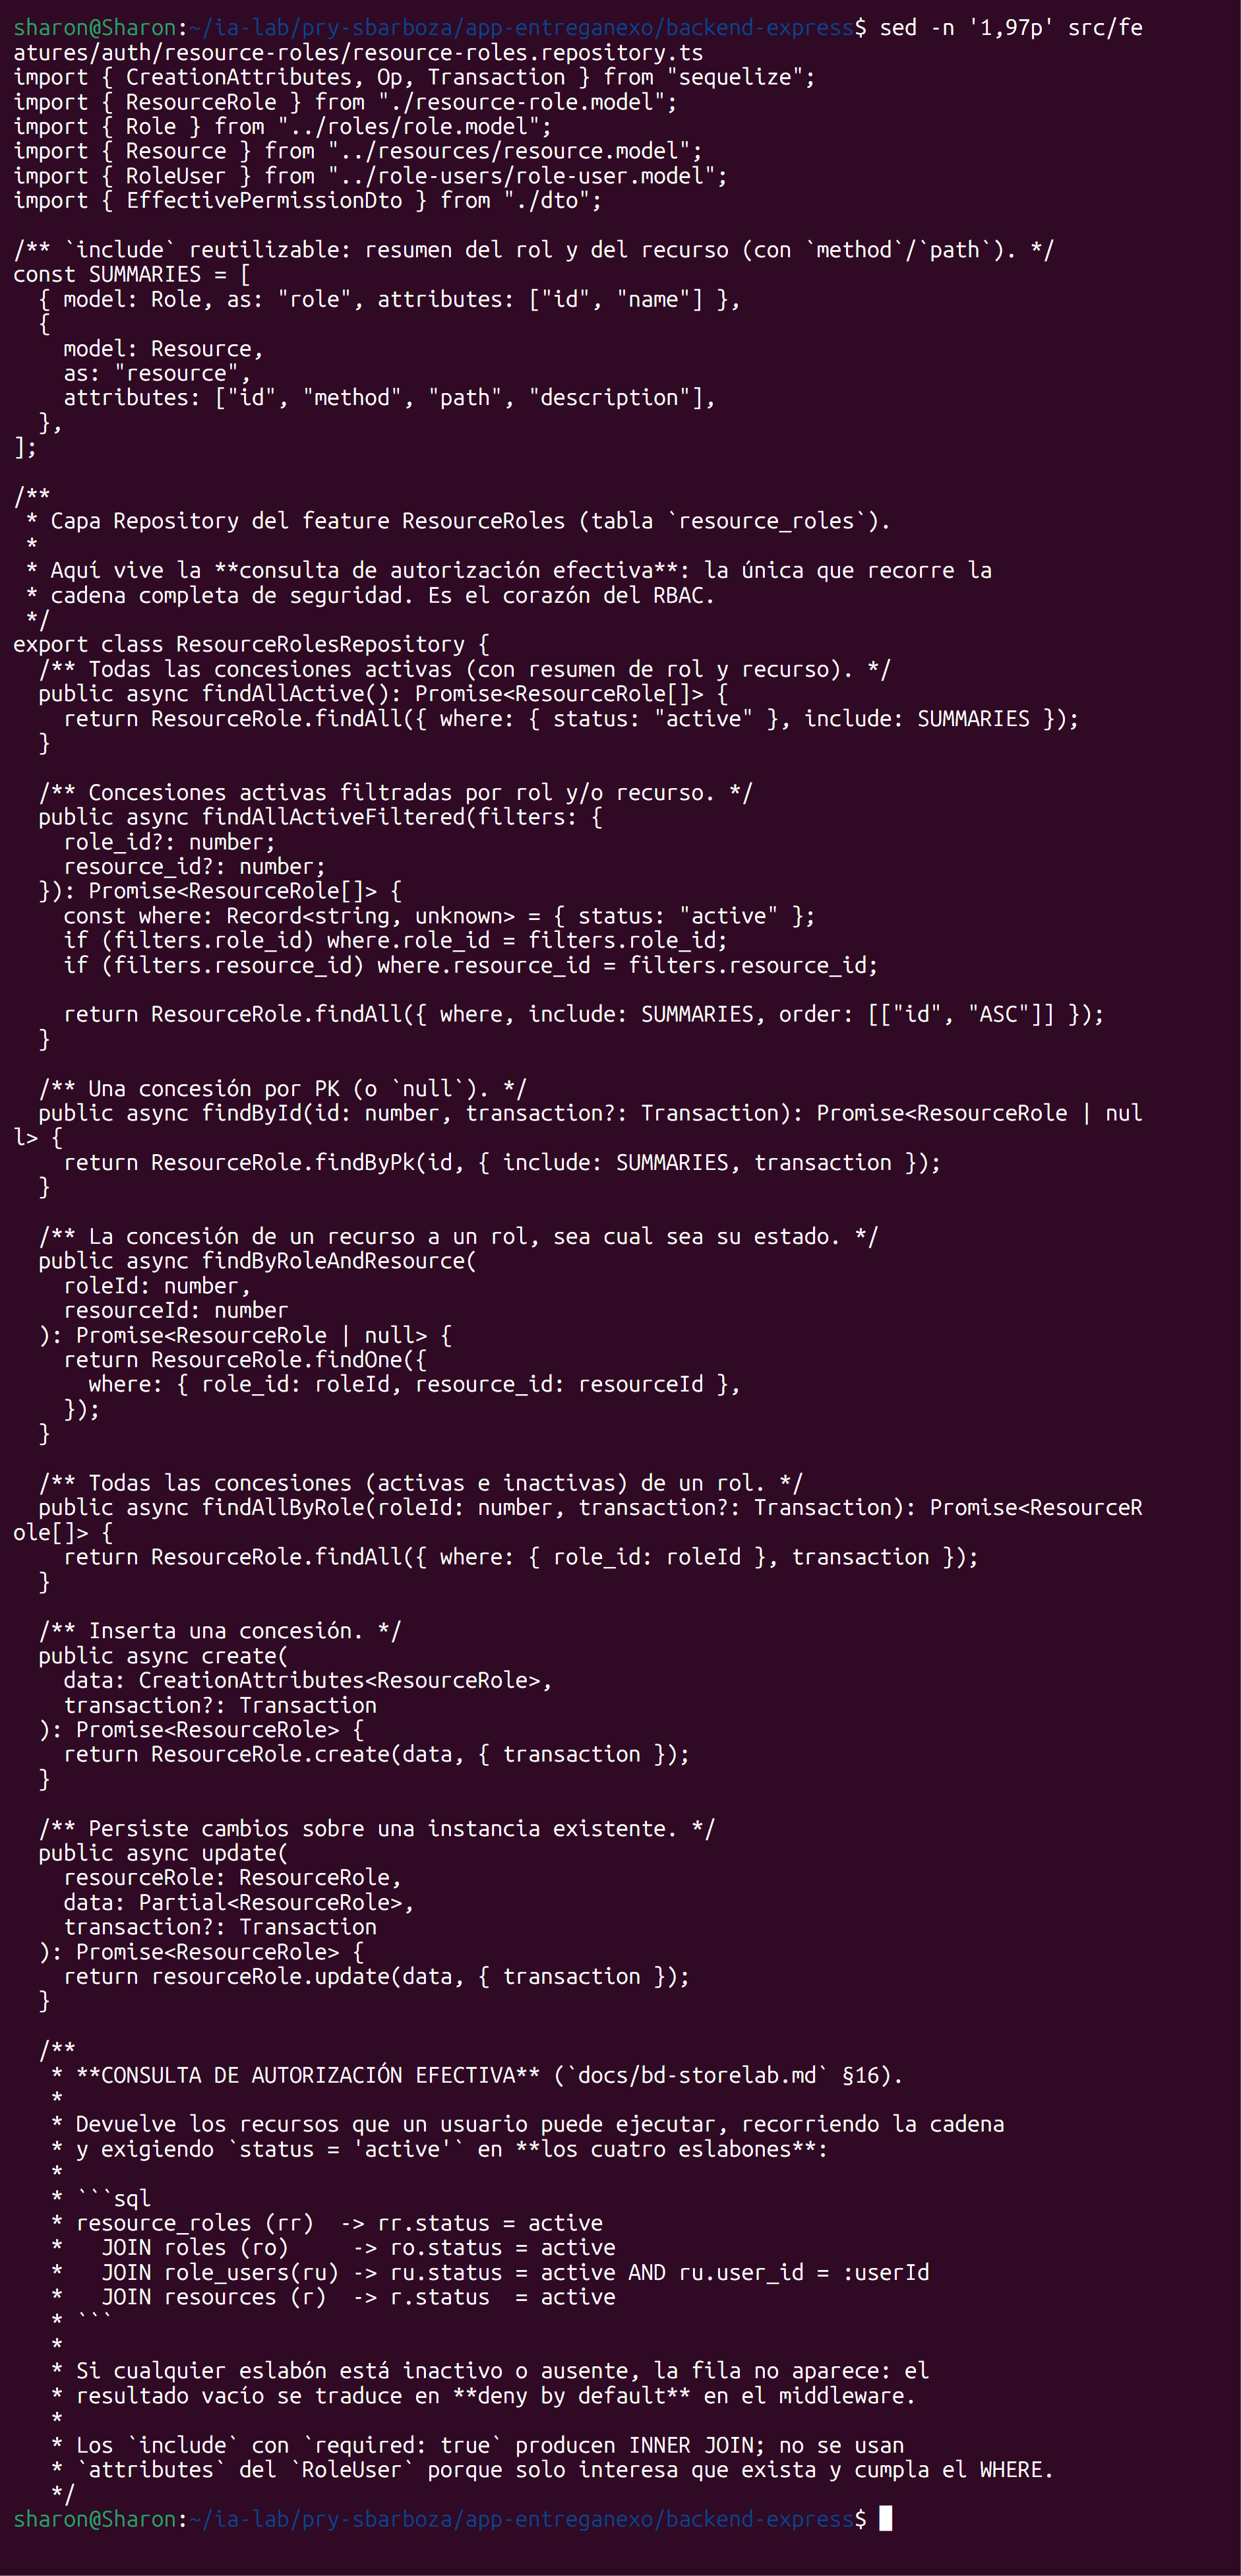 sharon@Sharon:~/ia-lab/pry-sbarboza/app-entreganexo/backend-express$ sed -n '1,97p' src/fe
atures/auth/resource-roles/resource-roles.repository.ts
import { CreationAttributes, Op, Transaction } from "sequelize";
import { ResourceRole } from "./resource-role.model";
import { Role } from "../roles/role.model";
import { Resource } from "../resources/resource.model";
import { RoleUser } from "../role-users/role-user.model";
import { EffectivePermissionDto } from "./dto";

/** `include` reutilizable: resumen del rol y del recurso (con `method`/`path`). */
const SUMMARIES = [
  { model: Role, as: "role", attributes: ["id", "name"] },
  {
    model: Resource,
    as: "resource",
    attributes: ["id", "method", "path", "description"],
  },
];

/**
 * Capa Repository del feature ResourceRoles (tabla `resource_roles`).
 *
 * Aquí vive la **consulta de autorización efectiva**: la única que recorre la
 * cadena completa de seguridad. Es el corazón del RBAC.
 */
export class ResourceRolesRepository {
  /** Todas las concesiones activas (con resumen de rol y recurso). */
  public async findAllActive(): Promise<ResourceRole[]> {
    return ResourceRole.findAll({ where: { status: "active" }, include: SUMMARIES });
  }

  /** Concesiones activas filtradas por rol y/o recurso. */
  public async findAllActiveFiltered(filters: {
    role_id?: number;
    resource_id?: number;
  }): Promise<ResourceRole[]> {
    const where: Record<string, unknown> = { status: "active" };
    if (filters.role_id) where.role_id = filters.role_id;
    if (filters.resource_id) where.resource_id = filters.resource_id;

    return ResourceRole.findAll({ where, include: SUMMARIES, order: [["id", "ASC"]] });
  }

  /** Una concesión por PK (o `null`). */
  public async findById(id: number, transaction?: Transaction): Promise<ResourceRole | nul
l> {
    return ResourceRole.findByPk(id, { include: SUMMARIES, transaction });
  }

  /** La concesión de un recurso a un rol, sea cual sea su estado. */
  public async findByRoleAndResource(
    roleId: number,
    resourceId: number
  ): Promise<ResourceRole | null> {
    return ResourceRole.findOne({
      where: { role_id: roleId, resource_id: resourceId },
    });
  }

  /** Todas las concesiones (activas e inactivas) de un rol. */
  public async findAllByRole(roleId: number, transaction?: Transaction): Promise<ResourceR
ole[]> {
    return ResourceRole.findAll({ where: { role_id: roleId }, transaction });
  }

  /** Inserta una concesión. */
  public async create(
    data: CreationAttributes<ResourceRole>,
    transaction?: Transaction
  ): Promise<ResourceRole> {
    return ResourceRole.create(data, { transaction });
  }

  /** Persiste cambios sobre una instancia existente. */
  public async update(
    resourceRole: ResourceRole,
    data: Partial<ResourceRole>,
    transaction?: Transaction
  ): Promise<ResourceRole> {
    return resourceRole.update(data, { transaction });
  }

  /**
   * **CONSULTA DE AUTORIZACIÓN EFECTIVA** (`docs/bd-storelab.md` §16).
   *
   * Devuelve los recursos que un usuario puede ejecutar, recorriendo la cadena
   * y exigiendo `status = 'active'` en **los cuatro eslabones**:
   *
   * ```sql
   * resource_roles (rr)  -> rr.status = active
   *   JOIN roles (ro)     -> ro.status = active
   *   JOIN role_users(ru) -> ru.status = active AND ru.user_id = :userId
   *   JOIN resources (r)  -> r.status  = active
   * ```
   *
   * Si cualquier eslabón está inactivo o ausente, la fila no aparece: el
   * resultado vacío se traduce en **deny by default** en el middleware.
   *
   * Los `include` con `required: true` producen INNER JOIN; no se usan
   * `attributes` del `RoleUser` porque solo interesa que exista y cumpla el WHERE.
   */
sharon@Sharon:~/ia-lab/pry-sbarboza/app-entreganexo/backend-express$